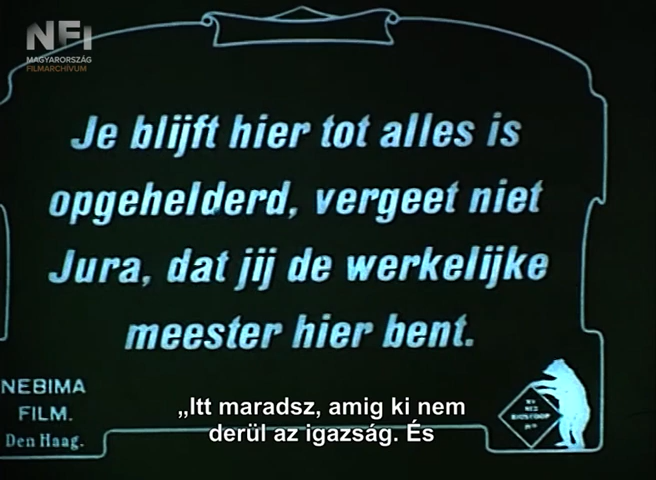 NFI
MAGYARORSZÁG
FILMARCHÍVUM
Je blijft hier tot alles is
opgehelderd, vergeet niet
Jura, dat jij de werkelijke
meester hier bent.
NEBIMA
FILM.
Den Haag.
„Itt maradsz, amig ki nem
derül az igazság. És